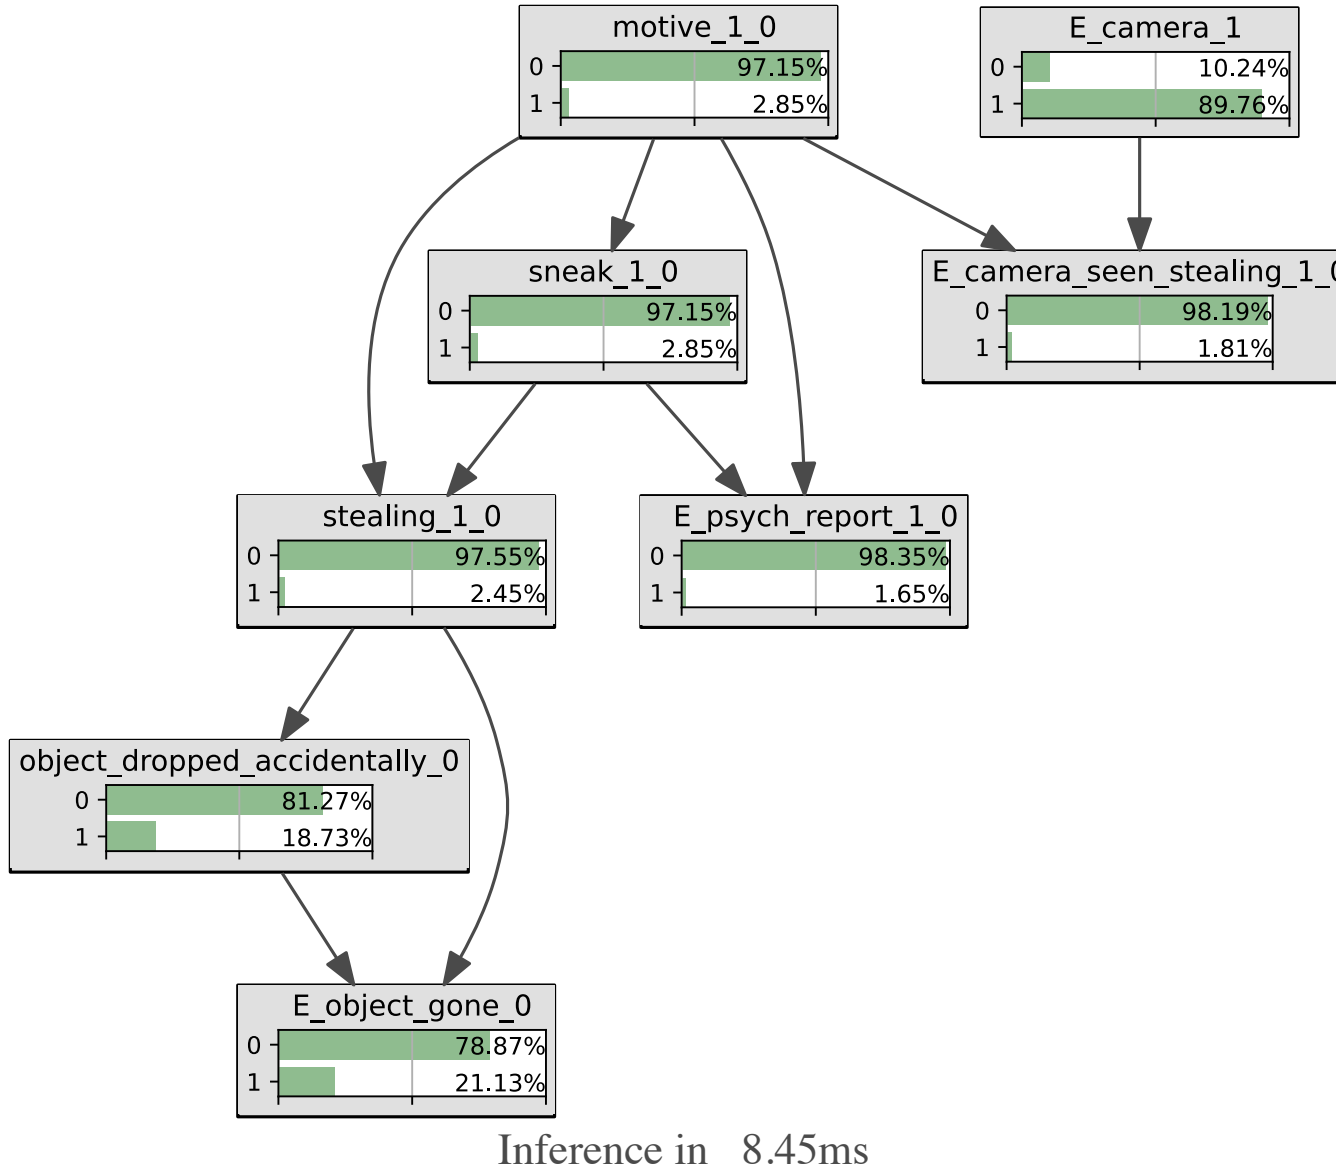 motive_1_0
0 97.15%
1 2.85%
E_camera_1
0 10.24%
1 89.76%
sneak_1_0
0 97.15%
1 2.85%
E_camera_seen_stealing_1_0
0 98.19%
1 1.81%
stealing_1_0
0 97.55%
1 2.45%
E_psych_report_1_0
0 98.35%
1 1.65%
object_dropped_accidentally_0
0 81.27%
1 18.73%
E_object_gone_0
0 78.87%
1 21.13%
Inference in 8.45ms